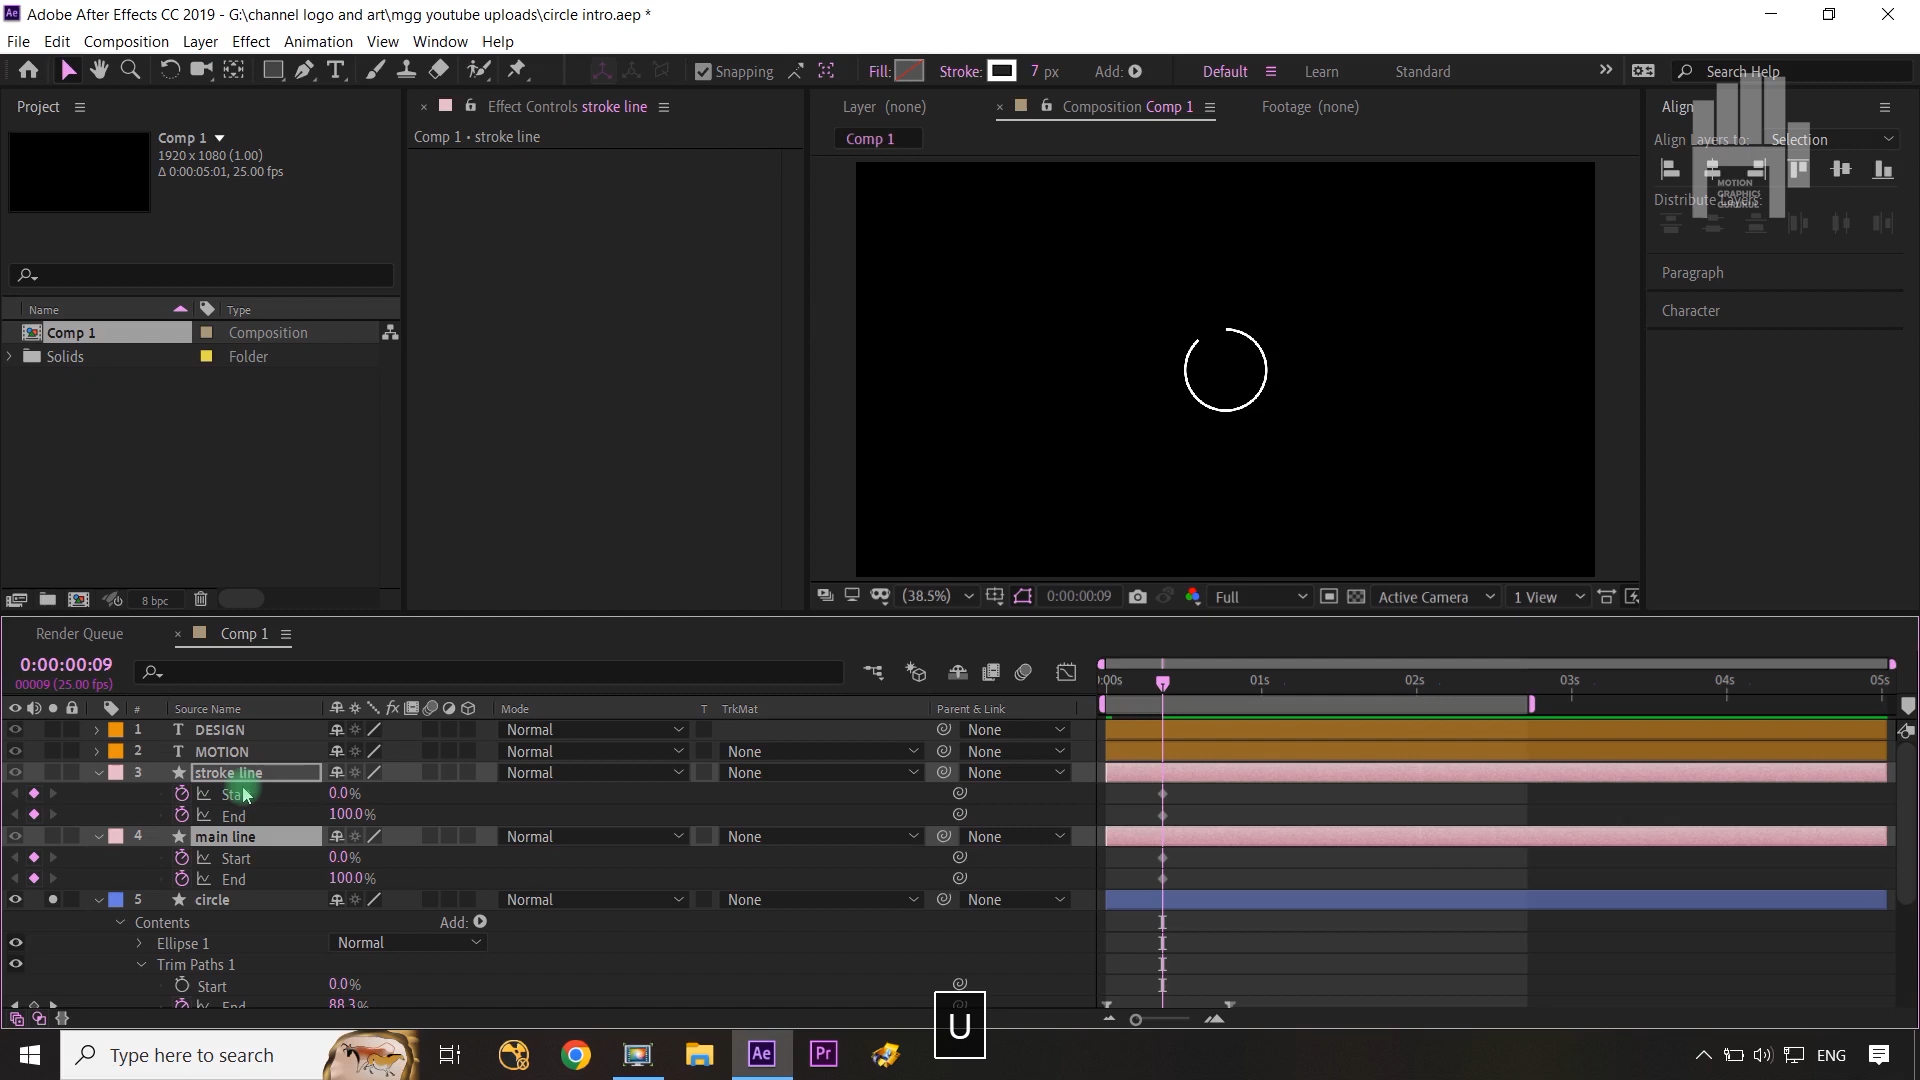 Adobe After Effects CC 2019 - G:\channel logo and art\mgg youtube uploads\circle intro.aep *
File Edit Composition Layer Effect Animation View Window Help
Snapping Fill: Stroke: 7 px Add: Default Learn Standard Search Help
Project
Effect Controls stroke line
Layer (none) Composition Comp 1 Footage (none)
Align
Comp 1
1920 x 1080 (1.00)
Δ 0:00:05:01, 25.00 fps
Comp 1 • stroke line
Comp 1
Align Layers to: Selection
MOTION
GRAPHICS
Distribute Layers:
Paragraph
Character
Name Type
Comp 1 Composition
Solids Folder
8 bpc
(38.5%) 0:00:00:09 Full Active Camera 1 View
Render Queue Comp 1
0:00:00:09
00009 (25.00 fps)
:00s 01s 02s 03s 04s 05s
# Source Name fx Mode T TrkMat Parent & Link
1 T DESIGN Normal None
2 T MOTION Normal None None
3 stroke line Normal None None
Sta 0.0%
End 100.0%
4 main line Normal None None
Start 0.0%
End 100.0%
5 circle Normal None None
Contents Add:
Ellipse 1 Normal
Trim Paths 1
Start 0.0%
End 88.3%
U
Type here to search
Ae Pr
ENG